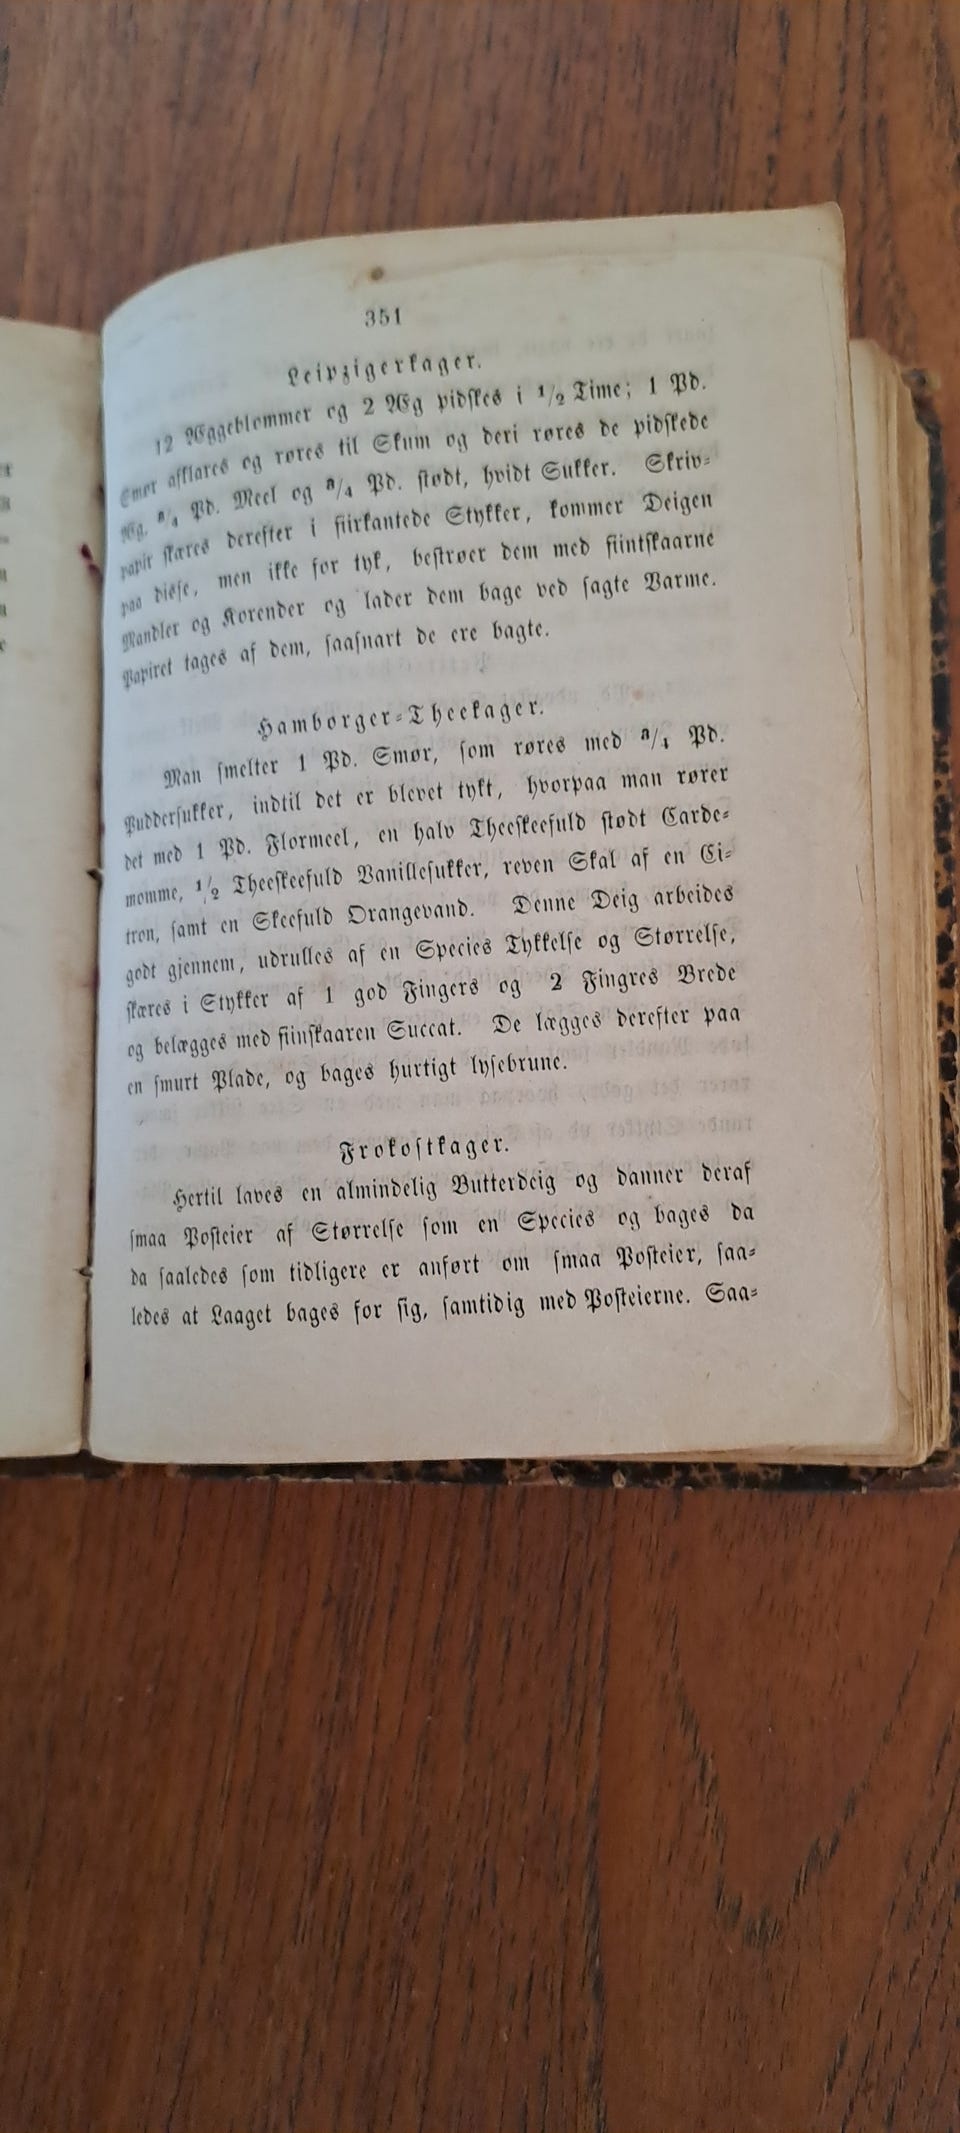 351
Leipzigerkager.
12 Æggeblommer og 2 Æg pidskes i 1/2 Time; 1 Pd.
Smør afklares og røres til Skum og deri røres de pidskede
Æg. 3/4 Pd. Meel og 3/4 Pd. stødt, hvidt Sukker. Skriv-
papir skæres derefter i fiirkantede Stykker, kommer Deigen
paa disse, men ikke for tyk, bestrøer dem med fiintskaarne
Mandler og Korender og lader dem bage ved sagte Varme.
Papiret tages af dem, saasnart de ere bagte.
Hamborger-Theekager.
Man smelter 1 Pd. Smør, som røres med 3/4 Pd.
Puddersukker, indtil det er blevet tykt, hvorpaa man rører
det med 1 Pd. Flormeel, en halv Theeskeefuld stødt Carde-
momme, 1/2 Theeskeefuld Vanillesukker, reven Skal af en Ci-
tron, samt en Skeefuld Orangevand. Denne Deig arbeides
godt gjennem, udrulles af en Species Tykkelse og Størrelse,
skæres i Stykker af 1 god Fingers og 2 Fingres Brede
og belægges med fiinskaaren Succat. De lægges derefter paa
en smurt Plade, og bages hurtigt lysebrune.
Frokostkager.
Hertil laves en almindelig Butterdeig og danner deraf
smaa Posteier af Størrelse som en Species og bages da
da saaledes som tidligere er anført om smaa Posteier, saa-
ledes at Laaget bages for sig, samtidig med Posteierne. Saa-